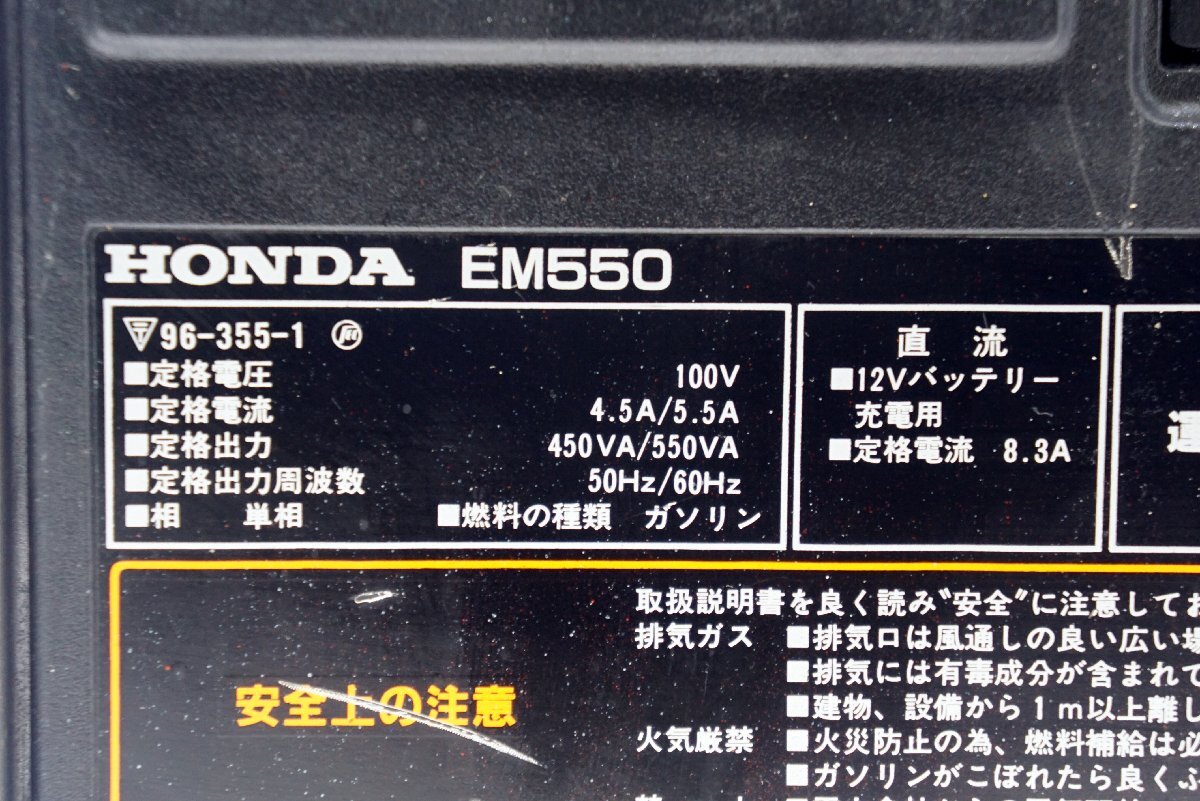 HONDA EM550
96-355-1
■定格電圧 100V
■定格電流 4.5A/5.5A
■定格出力 450VA/550VA
■定格出力周波数 50Hz/60Hz
■相 単相 ■燃料の種類 ガソリン
直 流
■12Vバッテリー
充電用
■定格電流 8.3A
安全上の注意
取扱説明書を良く読み〝安全〟に注意してお
排気ガス ■排気口は風通しの良い広い場
■排気には有毒成分が含まれて
■建物、設備から1m以上離し
火気厳禁 ■火災防止の為、燃料補給は必
■ガソリンがこぼれたら良くふ